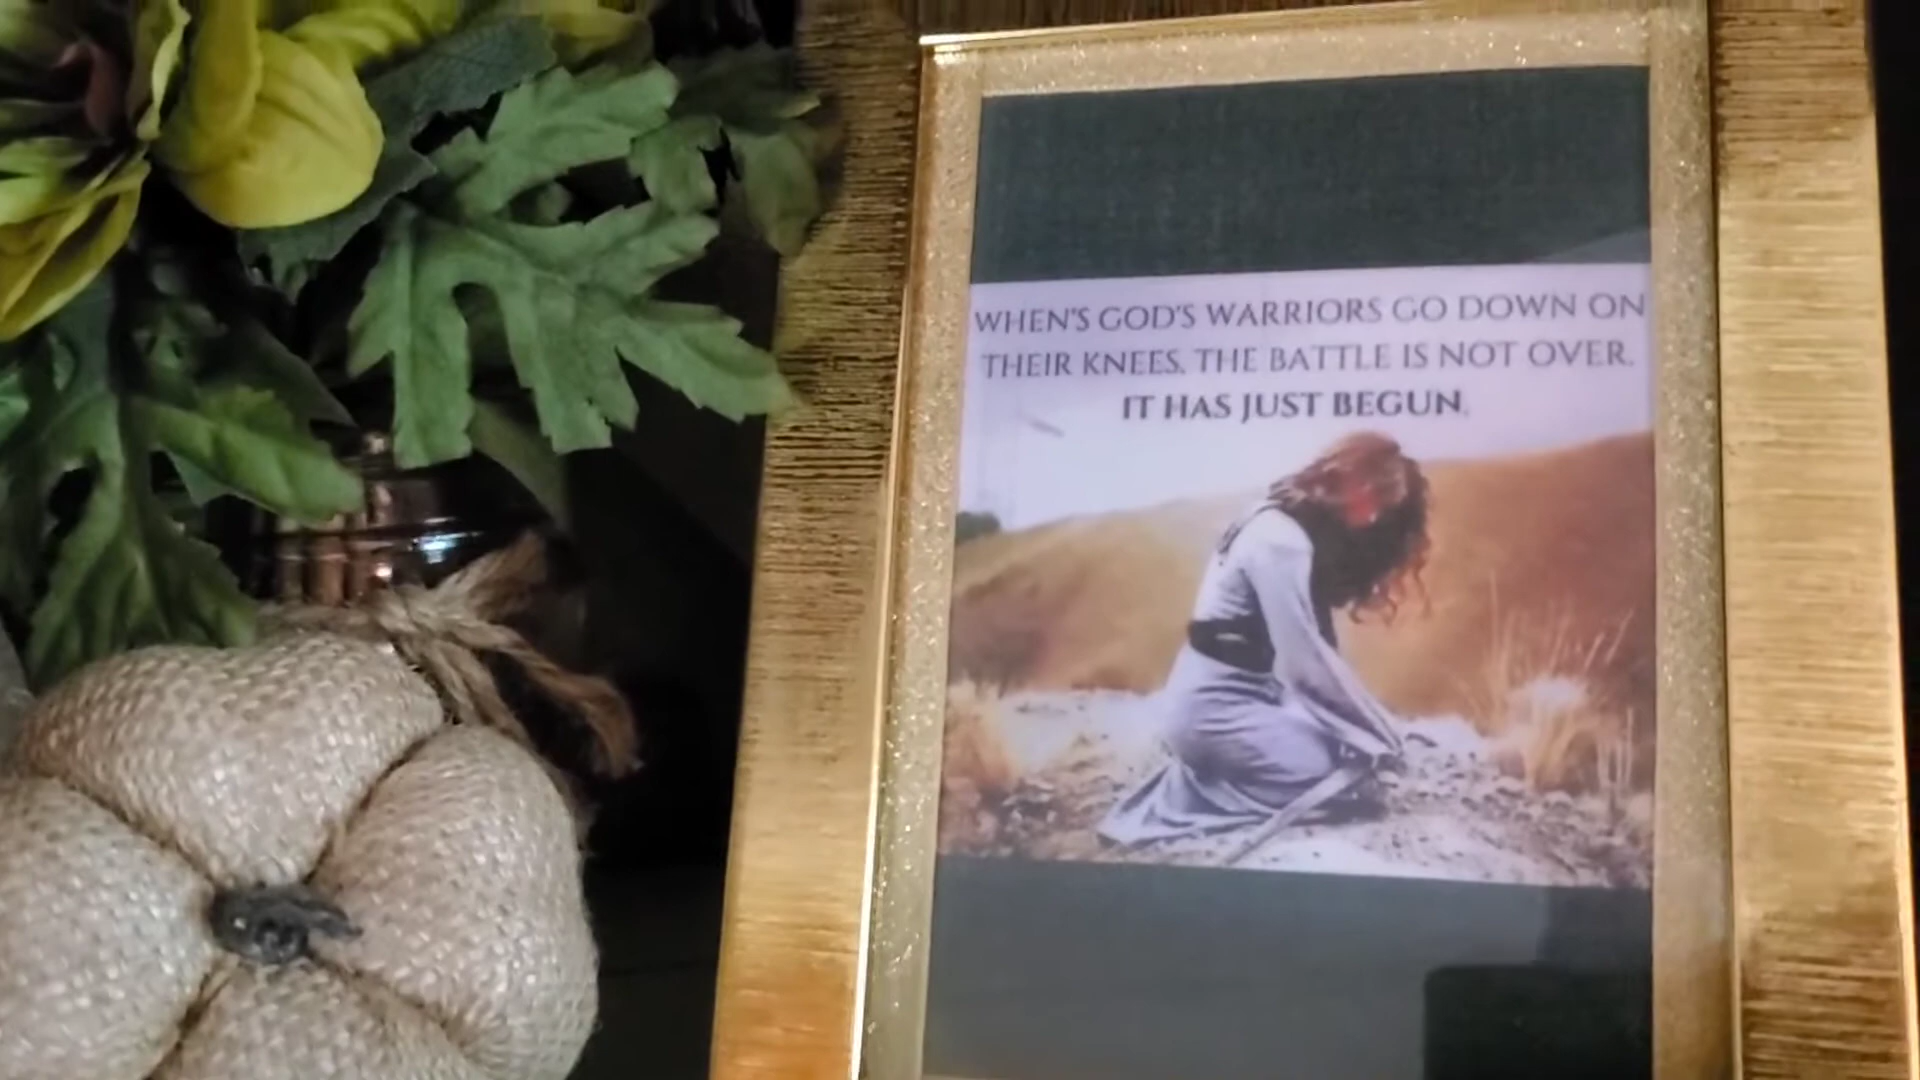 WHEN'S GOD'S WARRIORS GO DOWN ON
THEIR KNEES, THE BATTLE IS NOT OVER.
IT HAS JUST BEGUN.